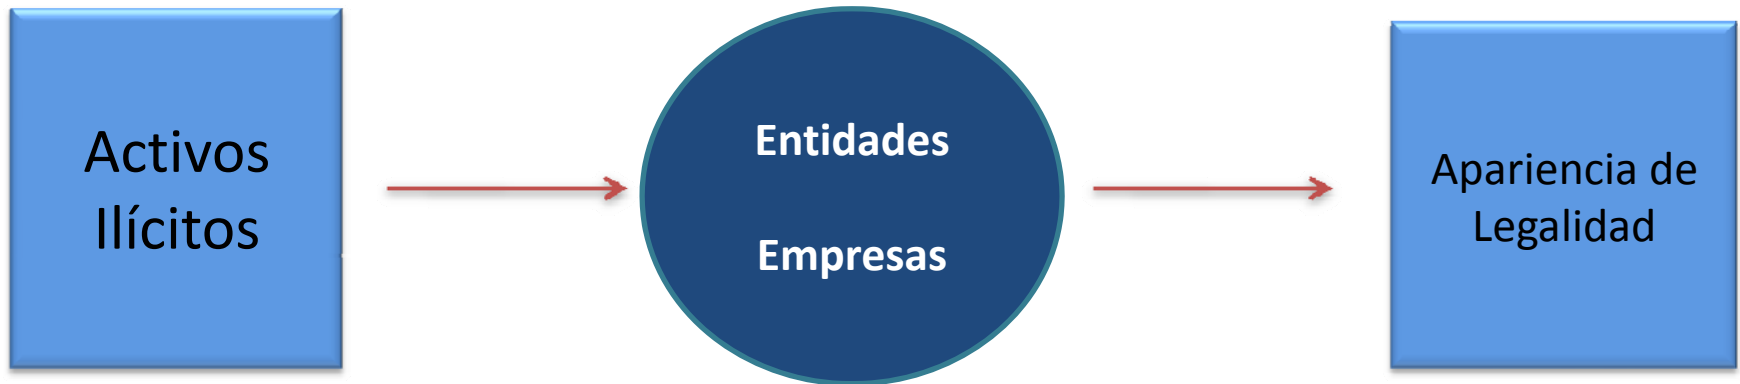 Activos
Ilícitos
Entidades
Empresas
Apariencia de
Legalidad